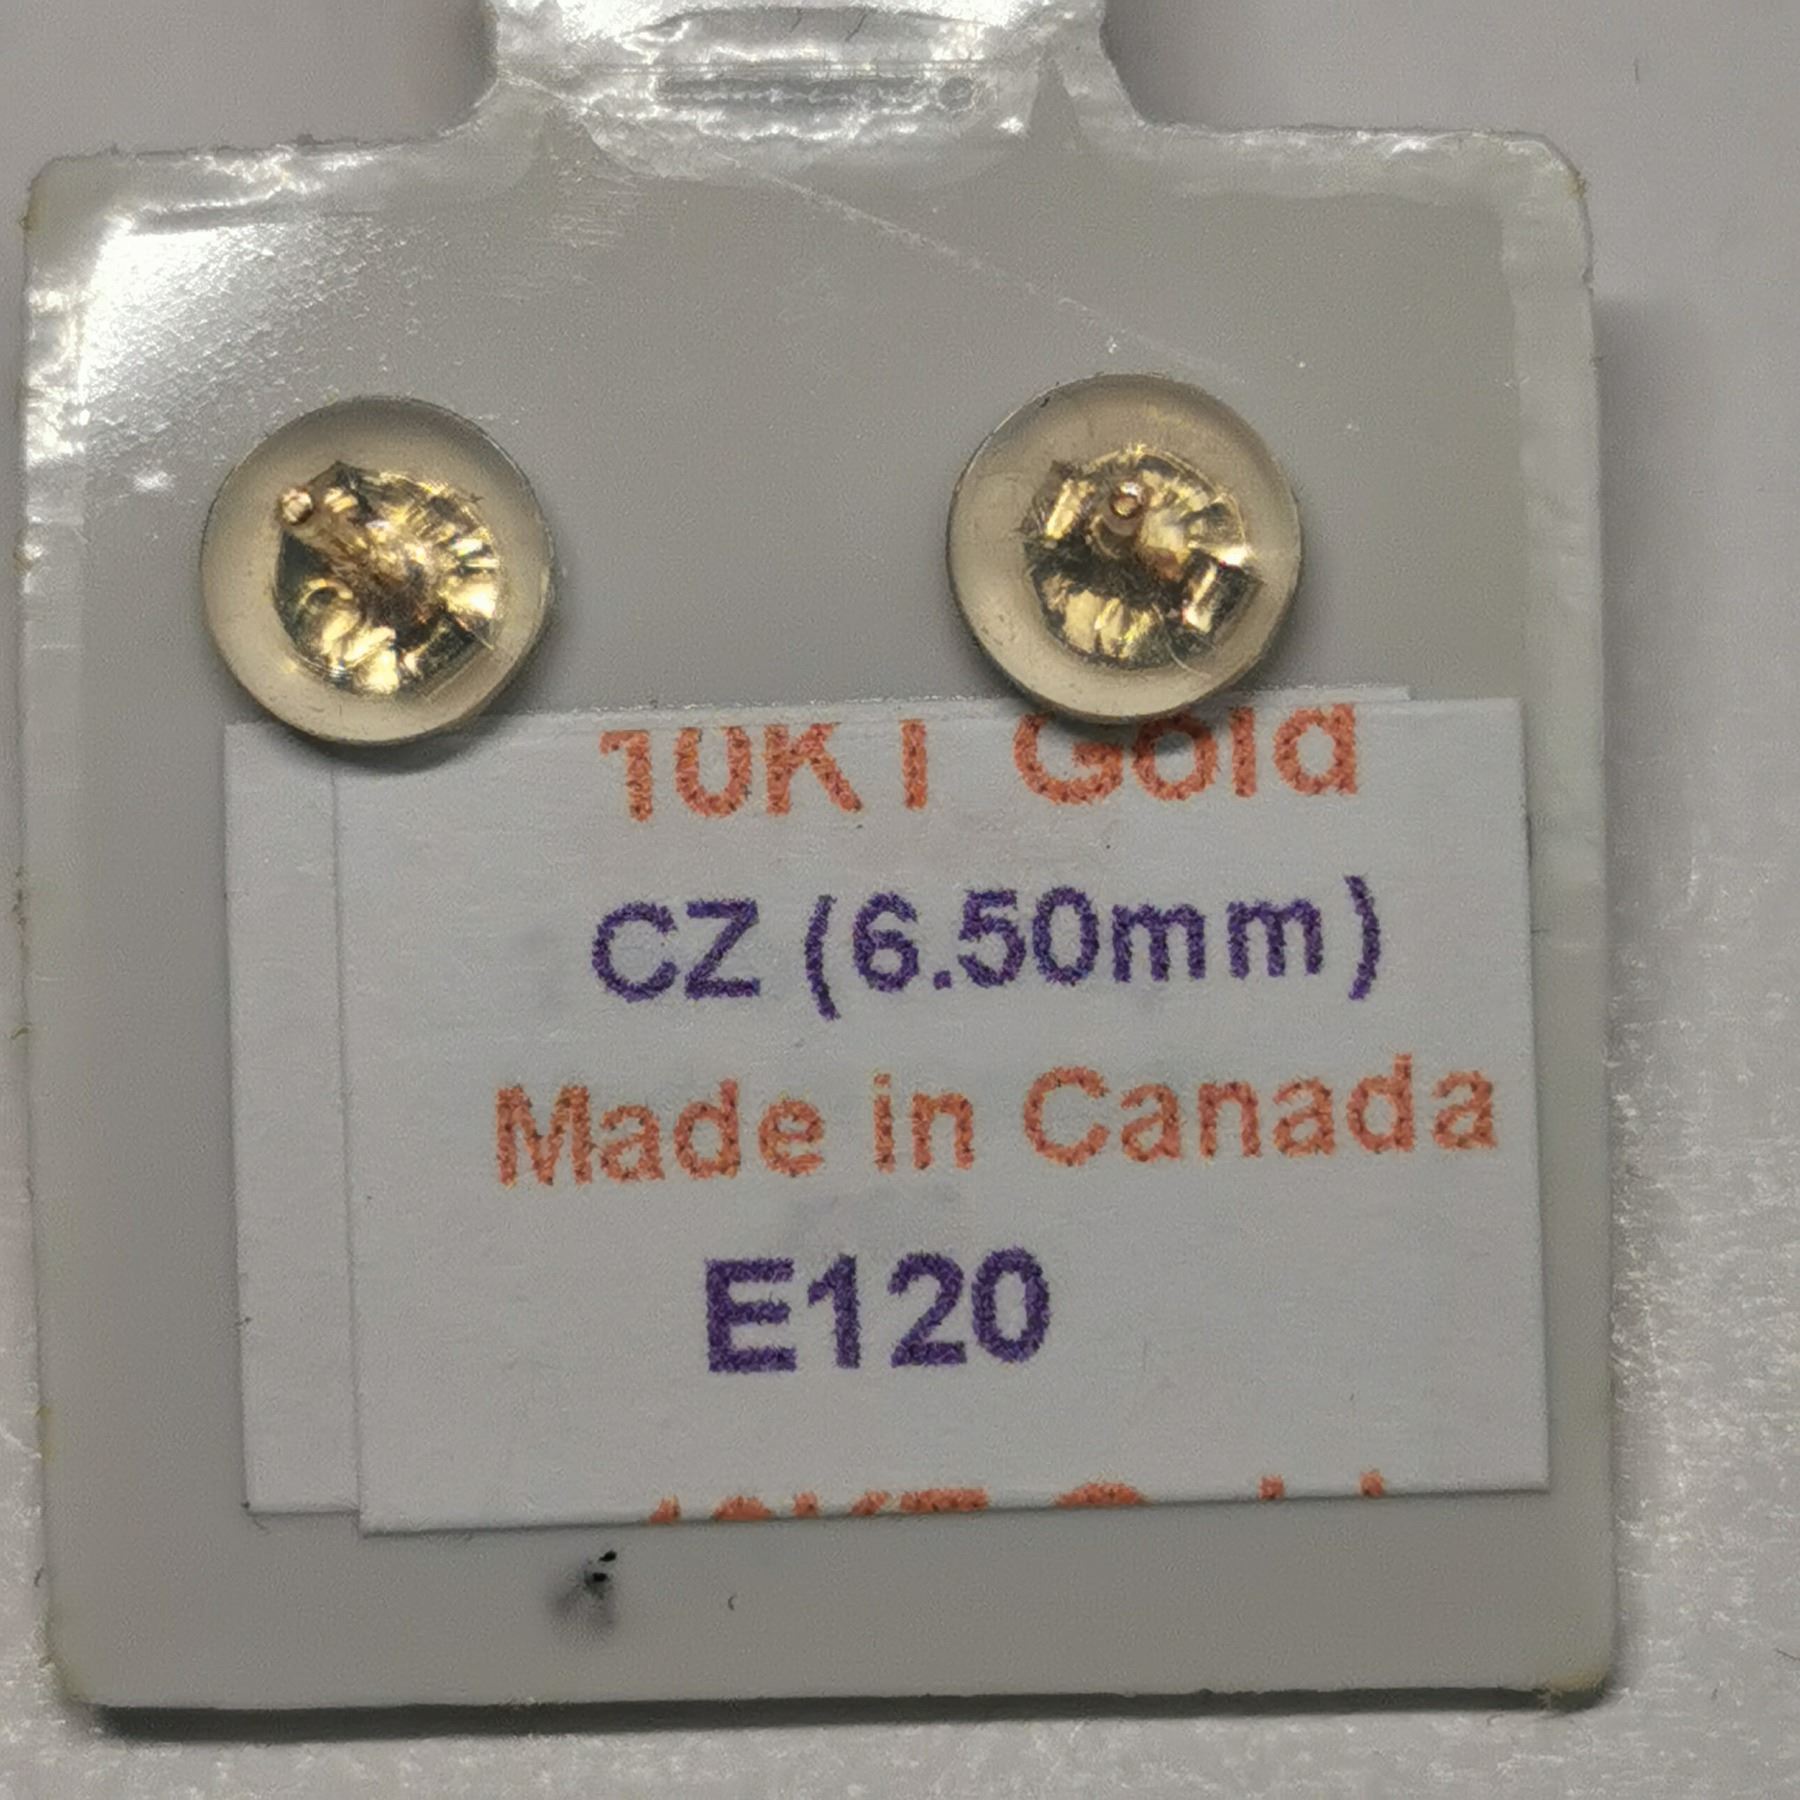 10KT Gold
CZ (6.50mm)
Made in Canada
E120